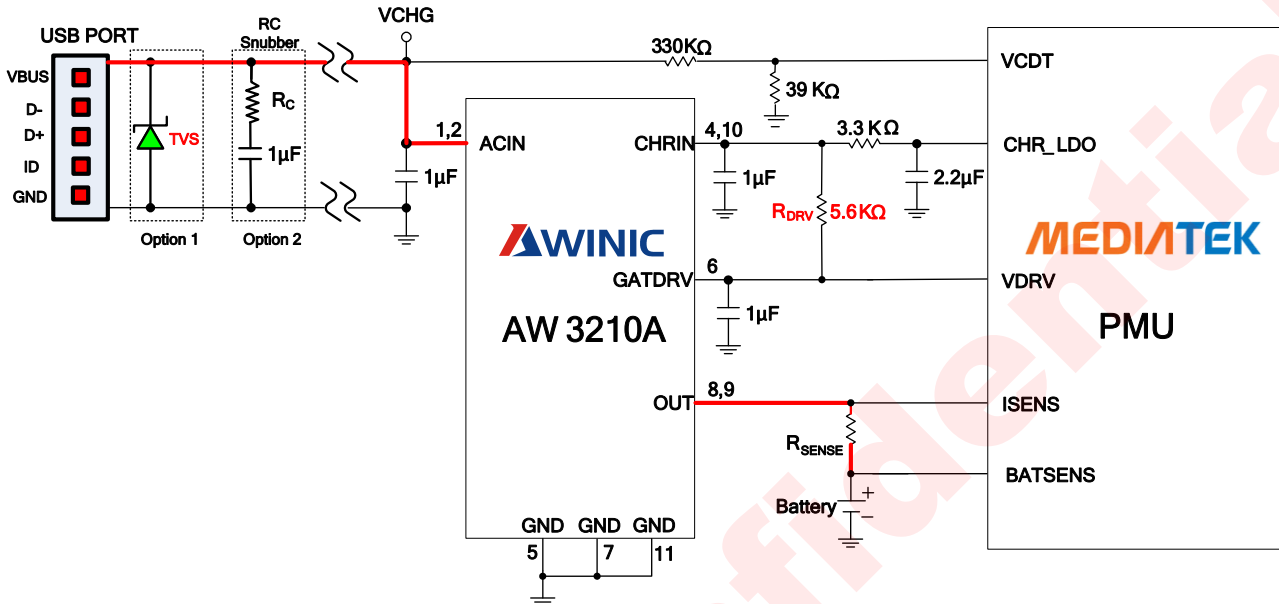 USB PORT
VBUS
D-
D+
ID
GND
TVS
Option 1
RC
Snubber
RC
1µF
Option 2
VCHG
1µF
330KΩ
39 KΩ
1,2
ACIN
CHRIN
4,10
1µF
3.3 KΩ
2.2µF
RDRV 5.6KΩ
AWINIC
AW 3210A
GATDRV
6
1µF
OUT
8,9
RSENSE
Battery
+
−
GND GND GND
5 7 11
VCDT
CHR_LDO
MEDIATEK
VDRV
PMU
ISENS
BATSENS
nfidentia